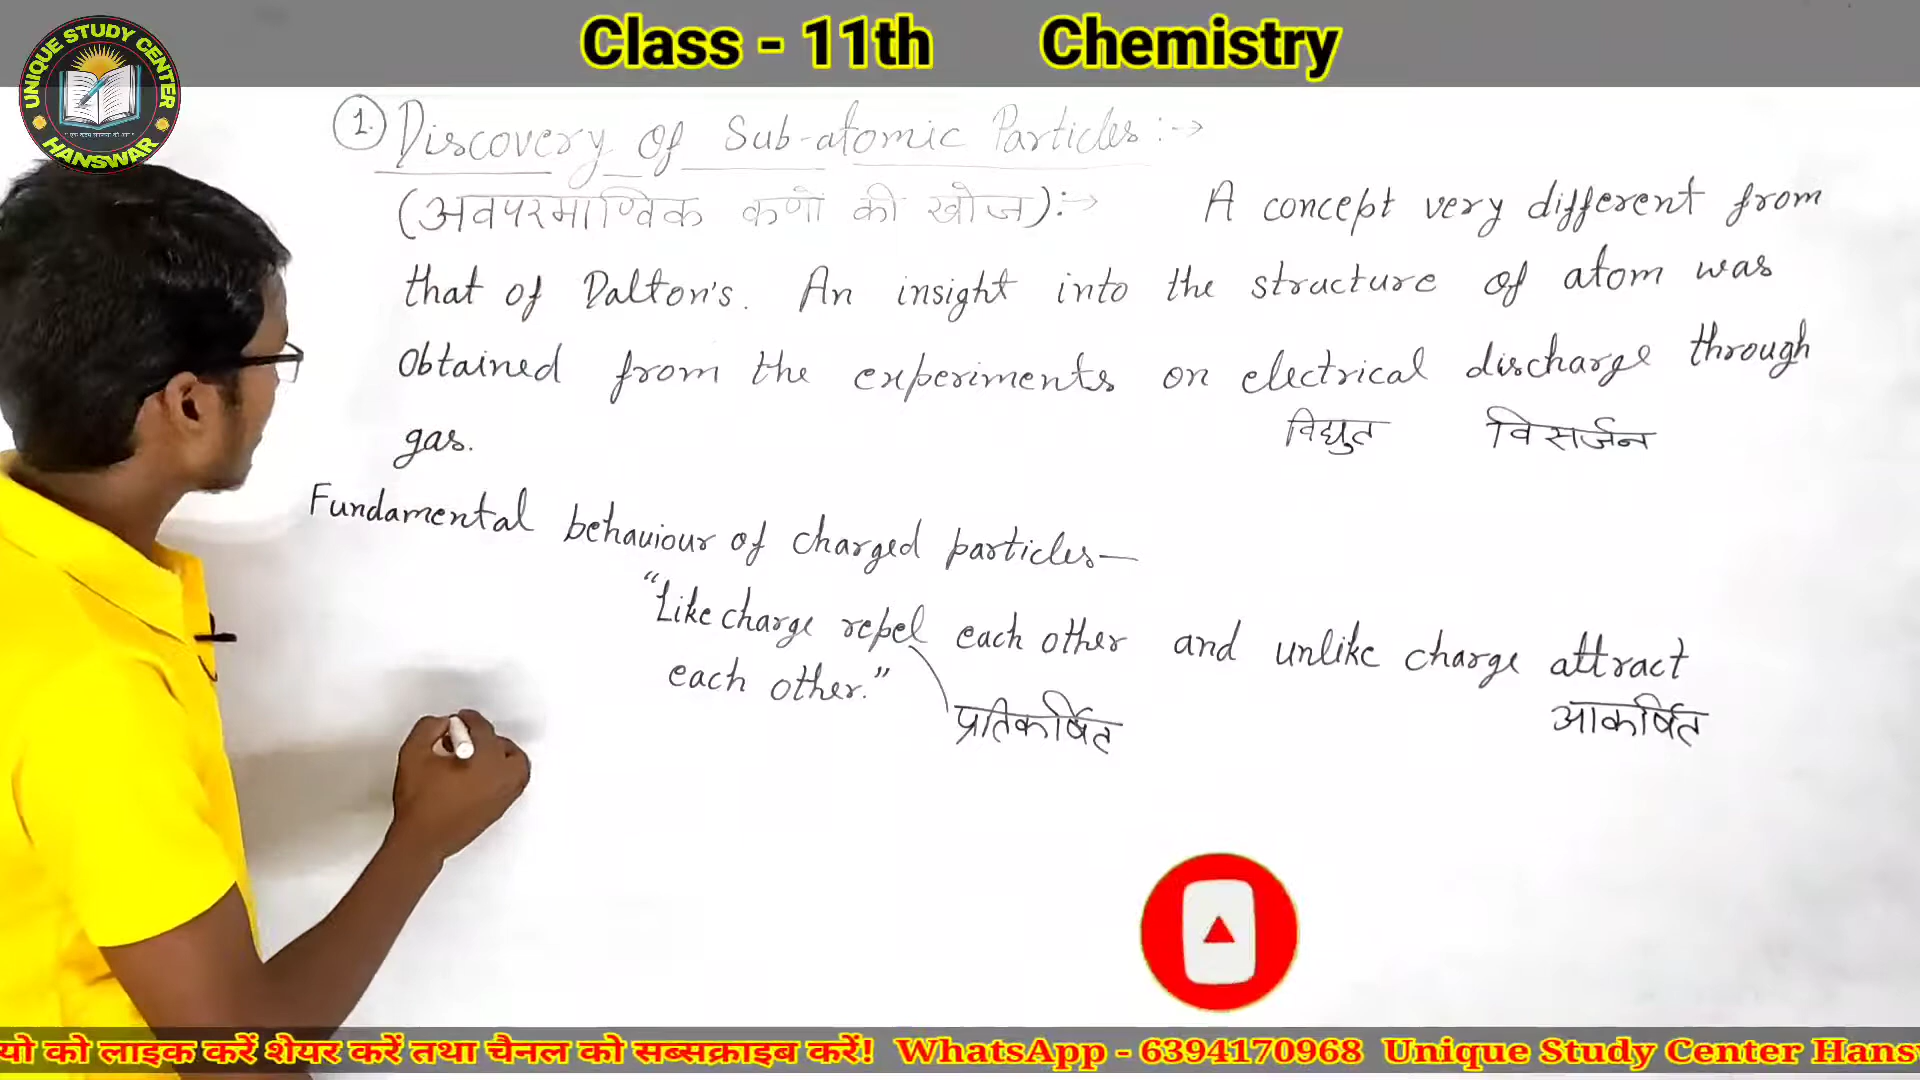 Class - 11th Chemistry
UNIQUE STUDY CENTER
HANSWAR
1. Discovery of Sub-atomic Particles :→
(अवपरमाण्विक कणों की खोज) :→ A concept very different from
that of Dalton's. An insight into the structure of atom was
obtained from the experiments on electrical discharge through
विद्युत विसर्जन
gas.
Fundamental behaviour of charged particles—
"Like charge repel each other and unlike charge attract
each other."
प्रतिकर्षित आकर्षित
यो को लाइक करें शेयर करें तथा चैनल को सब्सक्राइब करें! WhatsApp - 6394170968 Unique Study Center Hansw